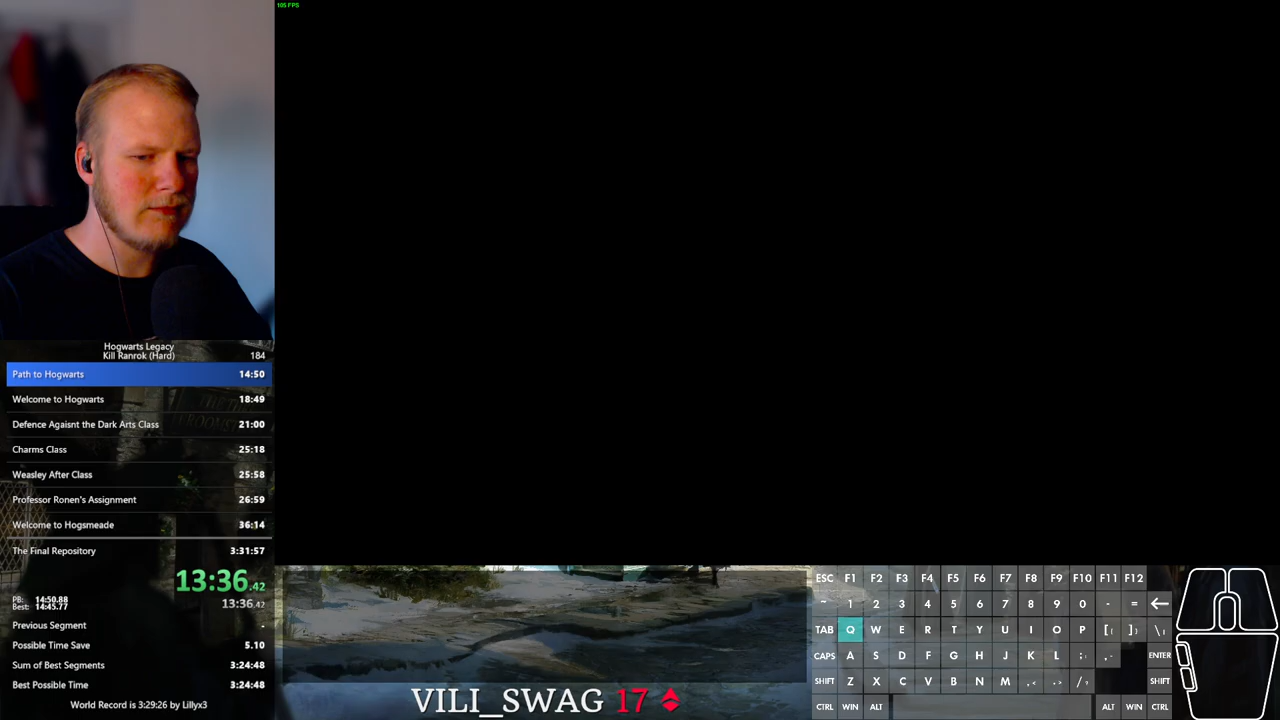 105 FPS
Hogwarts Legacy
Kill Ranrok (Hard) 184
Path to Hogwarts 14:50
Welcome to Hogwarts 18:49
Defence Agaisnt the Dark Arts Class 21:00
Charms Class 25:18
Weasley After Class 25:58
Professor Ronen's Assignment 26:59
Welcome to Hogsmeade 36:14
The Final Repository 3:31:57
13:36.42
PB: 14:50.88
Best: 14:45.77
13:36.42
Previous Segment -
Possible Time Save 5.10
Sum of Best Segments 3:24:48
Best Possible Time 3:24:48
World Record is 3:29:26 by Lillyx3
VILI_SWAG 17
ESC F1 F2 F3 F4 F5 F6 F7 F8 F9 F10 F11 F12
~ 1 2 3 4 5 6 7 8 9 0 - = ←
TAB Q W E R T Y U I O P [{ ]} \|
CAPS A S D F G H J K L ;: ,. ENTER
SHIFT Z X C V B N M ,< .> /? SHIFT
CTRL WIN ALT ALT WIN CTRL